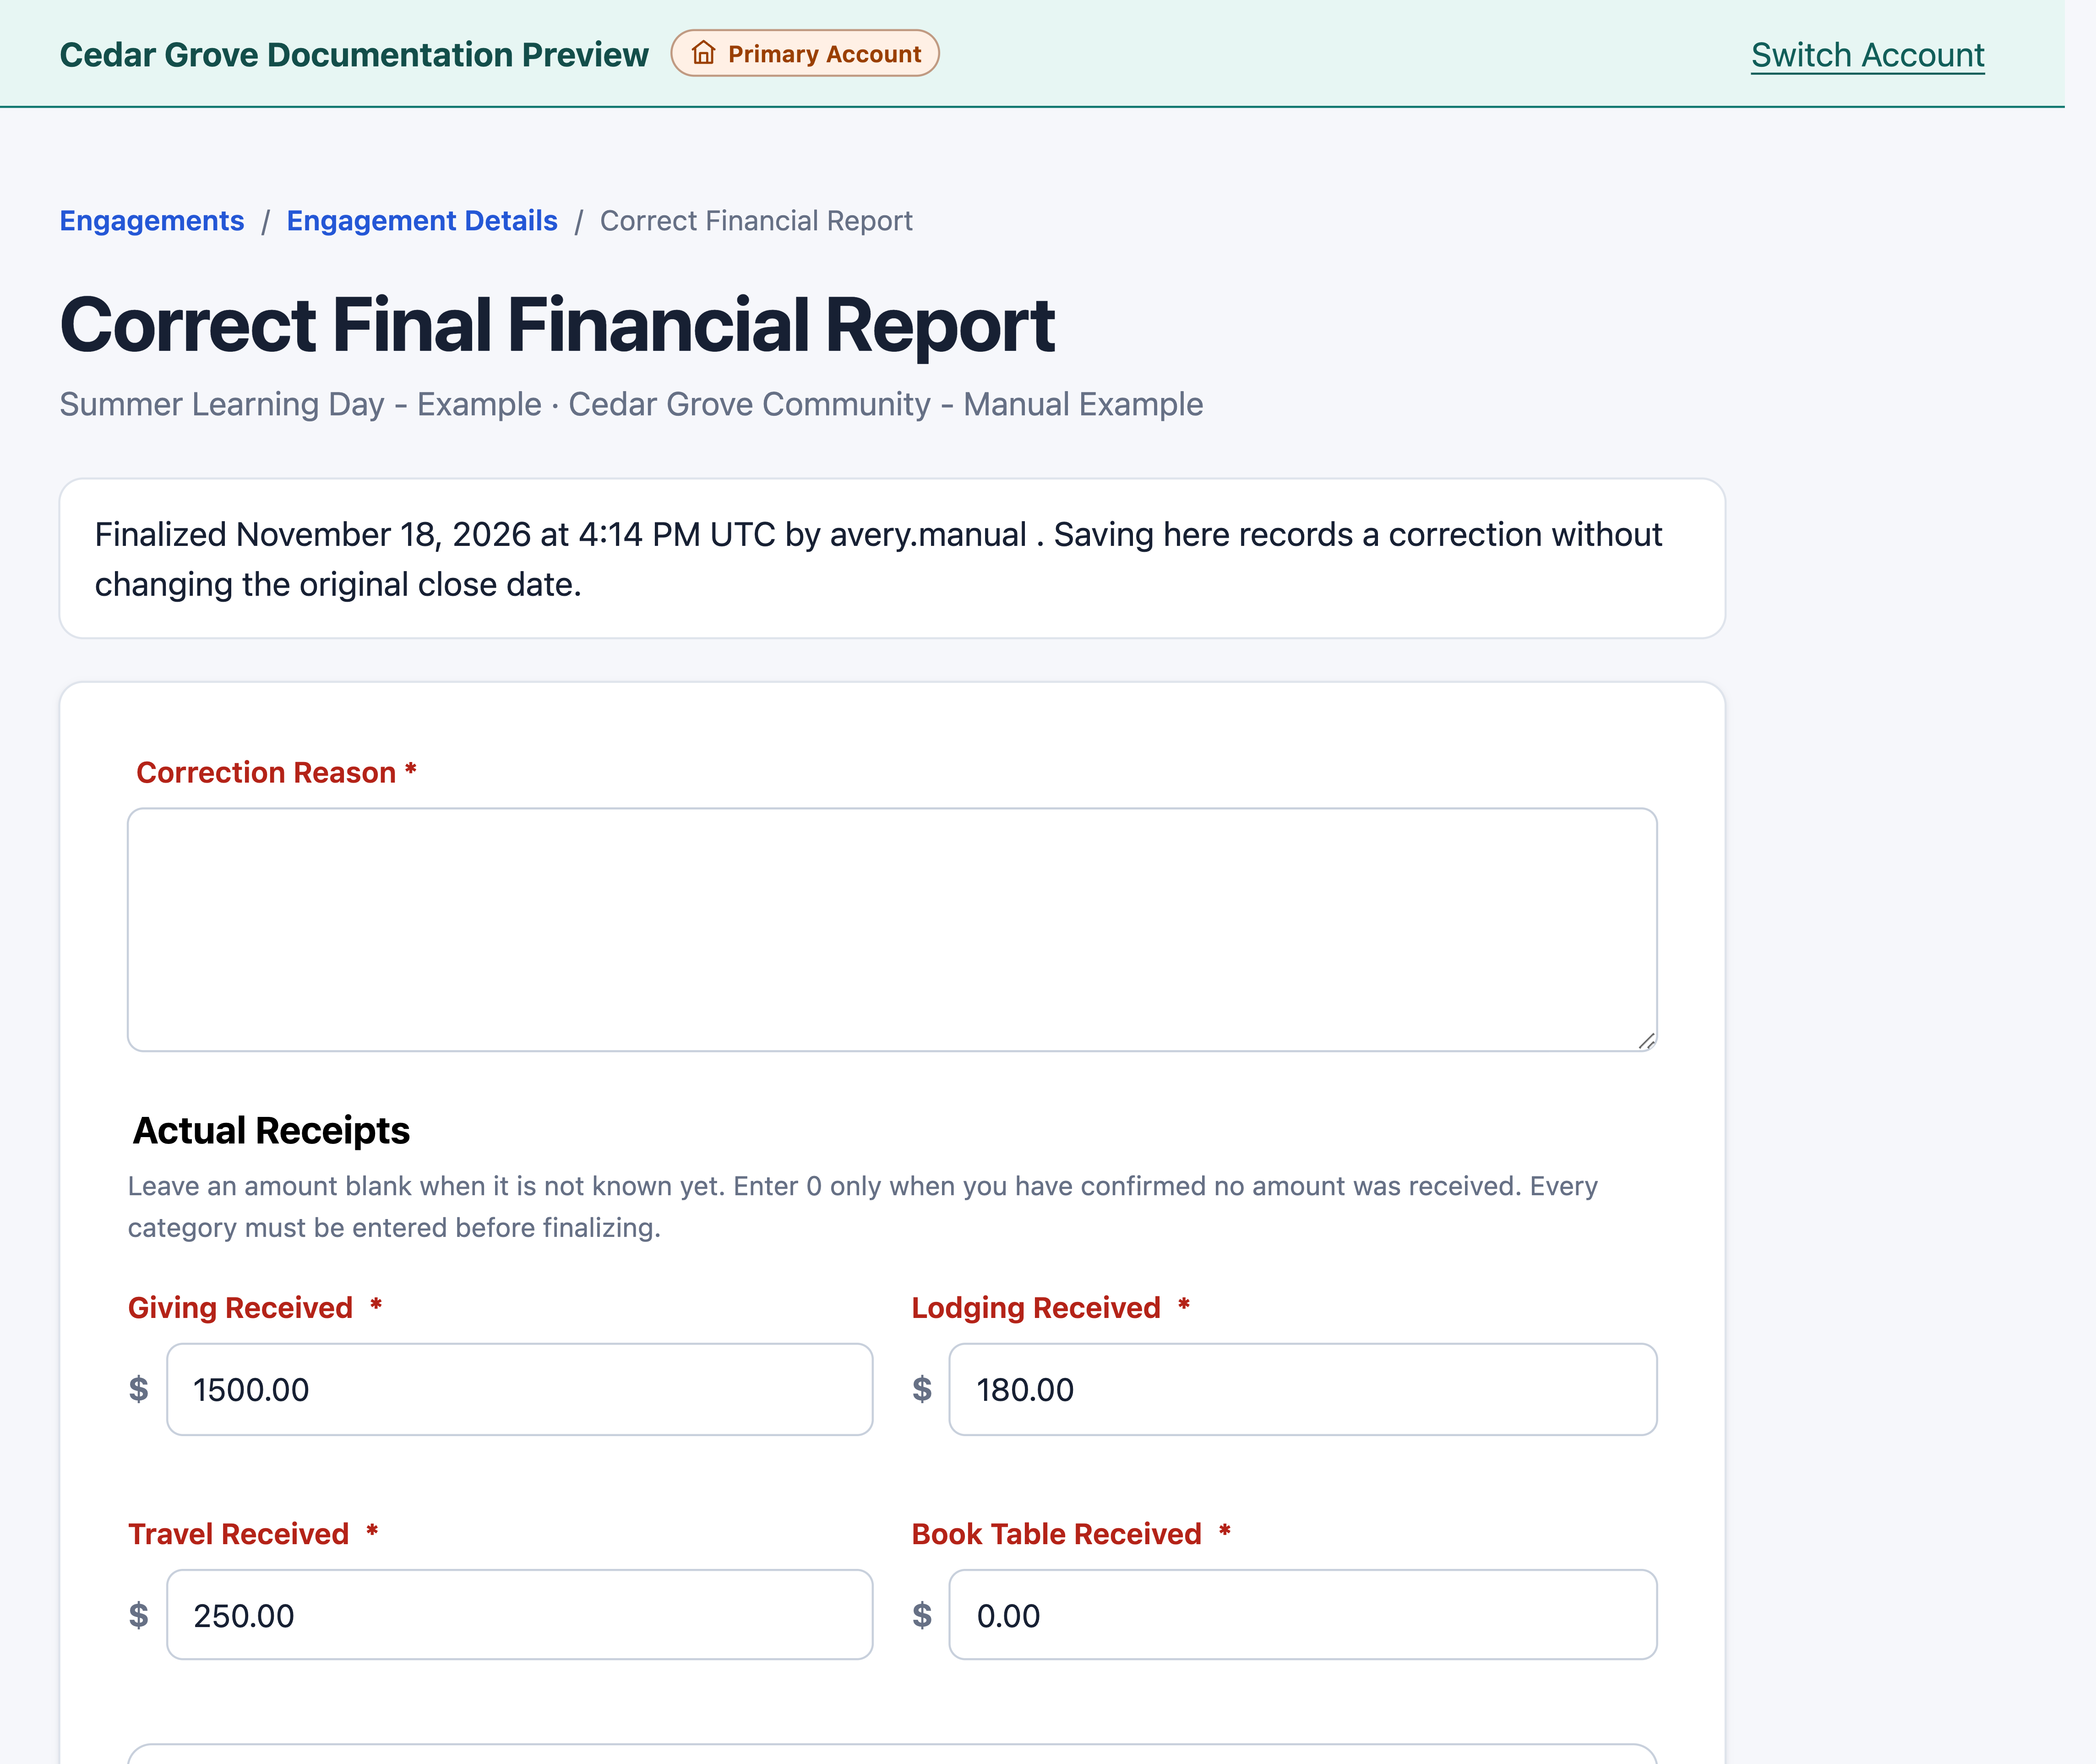 Cedar Grove Documentation Preview Primary Account Switch Account
Engagements / Engagement Details / Correct Financial Report
Correct Final Financial Report
Summer Learning Day - Example · Cedar Grove Community - Manual Example
Finalized November 18, 2026 at 4:14 PM UTC by avery.manual . Saving here records a correction without
changing the original close date.
Correction Reason *
Actual Receipts
Leave an amount blank when it is not known yet. Enter 0 only when you have confirmed no amount was received. Every
category must be entered before finalizing.
Giving Received * Lodging Received *
$ 1500.00 $ 180.00
Travel Received * Book Table Received *
$ 250.00 $ 0.00